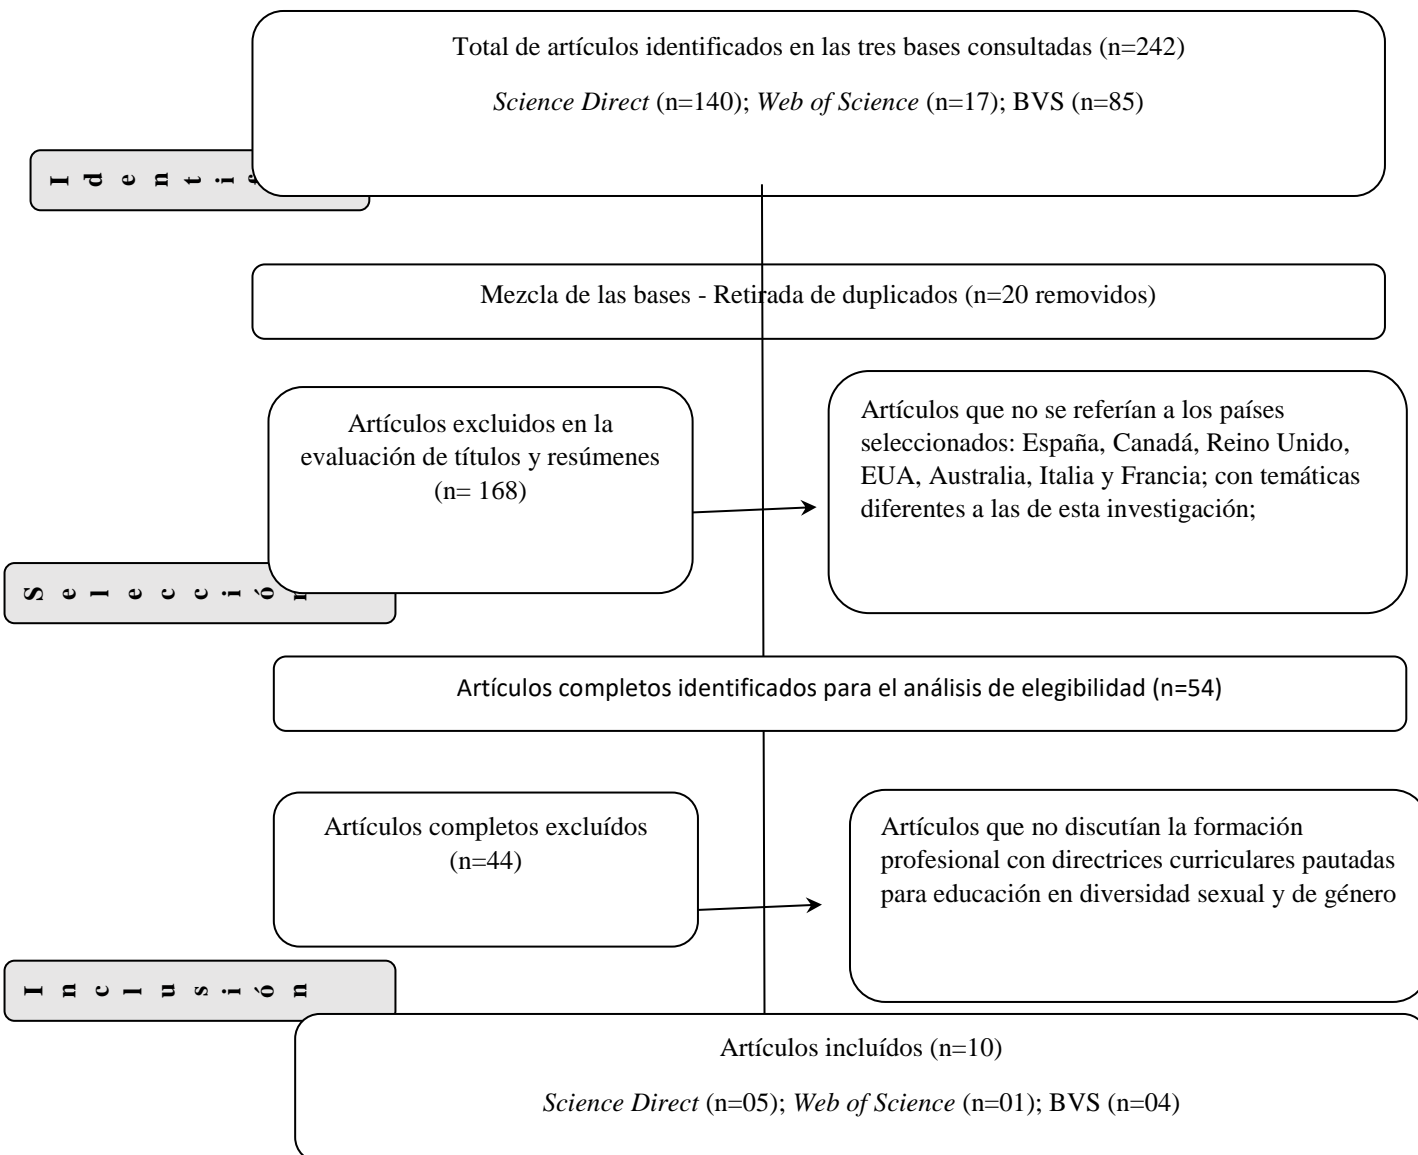 Total de artículos identificados en las tres bases consultadas (n=242)
Science Direct (n=140); Web of Science (n=17); BVS (n=85)
I d e n t i f
Mezcla de las bases - Retirada de duplicados (n=20 removidos)
Artículos excluidos en la
evaluación de títulos y resúmenes
(n= 168)
Artículos que no se referían a los países
seleccionados: España, Canadá, Reino Unido,
EUA, Australia, Italia y Francia; con temáticas
diferentes a las de esta investigación;
S e l e c c i ó n
Artículos completos identificados para el análisis de elegibilidad (n=54)
Artículos completos excluídos
(n=44)
Artículos que no discutían la formación
profesional con directrices curriculares pautadas
para educación en diversidad sexual y de género
I n c l u s i ó n
Artículos incluídos (n=10)
Science Direct (n=05); Web of Science (n=01); BVS (n=04)